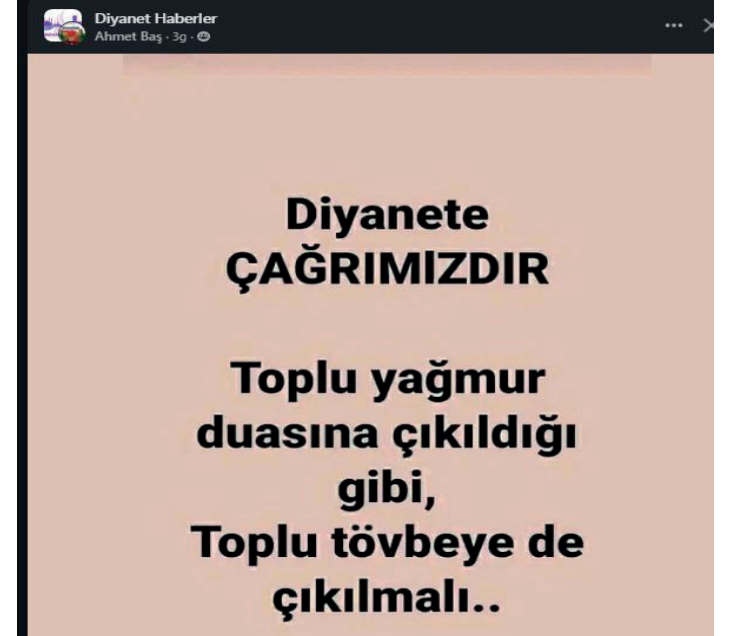 Diyanet Haberler
Ahmet Baş · 3g ·
Diyanete
ÇAĞRIMIZDIR
Toplu yağmur
duasına çıkıldığı
gibi,
Toplu tövbeye de
çıkılmalı..